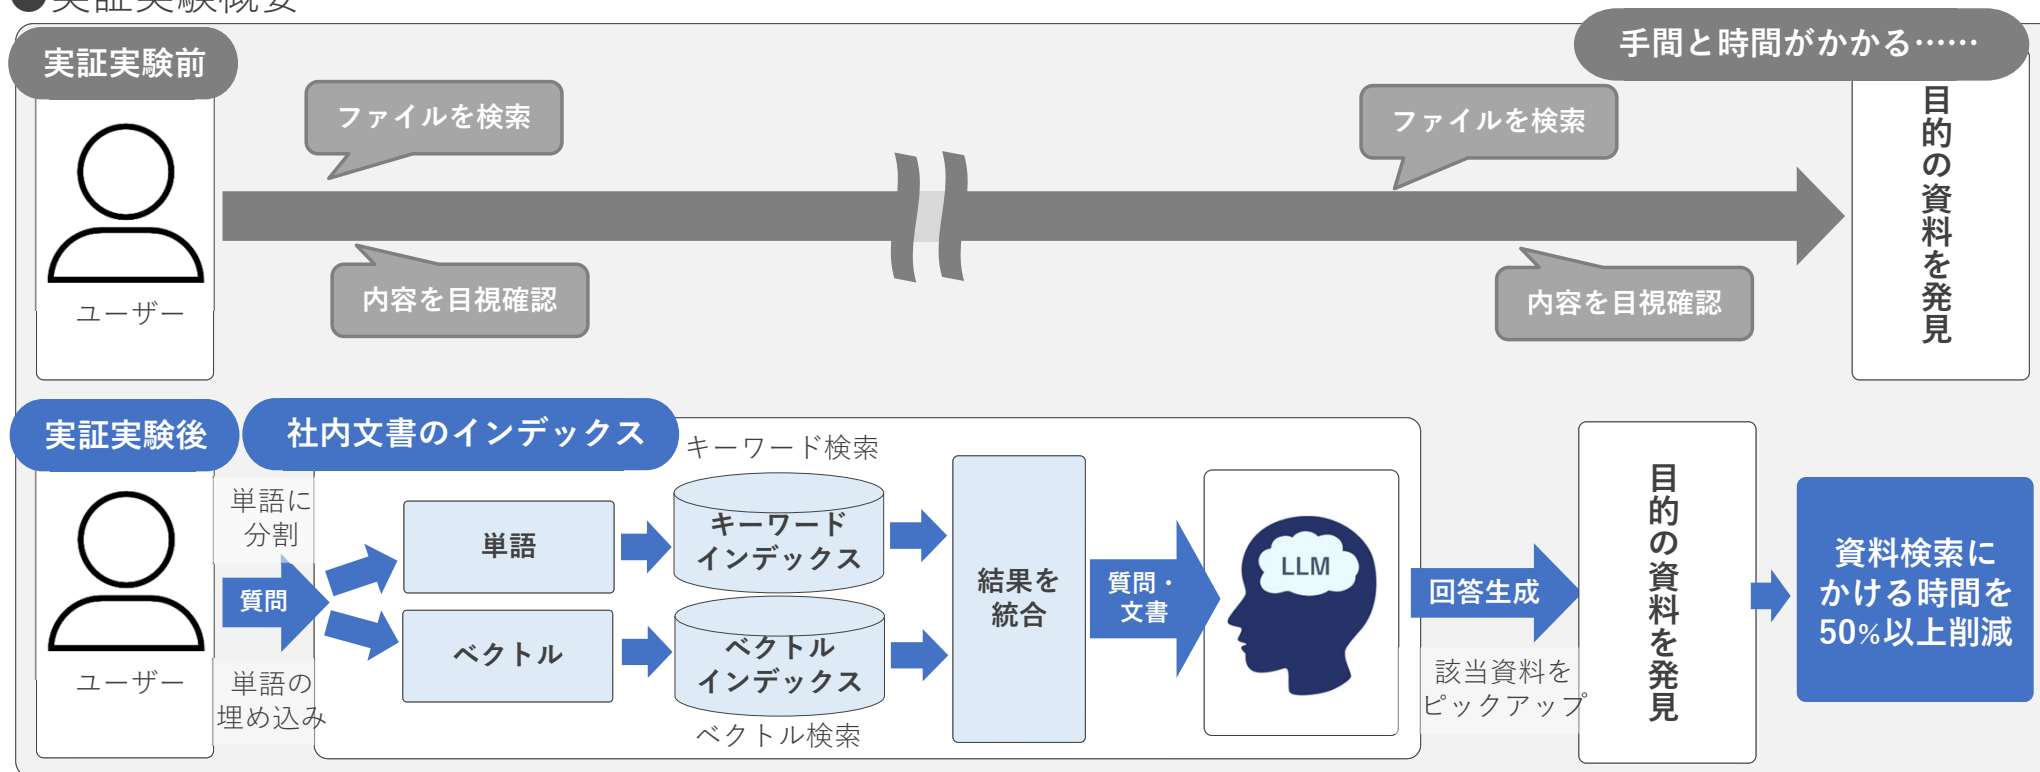 ●実証実験概要
実証実験前
手間と時間がかかる……
ファイルを検索
ファイルを検索
内容を目視確認
内容を目視確認
ユーザー
目的の資料を発見
実証実験後
社内文書のインデックス
キーワード検索
単語に
分割
質問
単語の
埋め込み
ユーザー
単語
ベクトル
キーワード
インデックス
ベクトル
インデックス
ベクトル検索
結果を
統合
質問・
文書
LLM
回答生成
該当資料を
ピックアップ
目的の資料を発見
資料検索に
かける時間を
50%以上削減